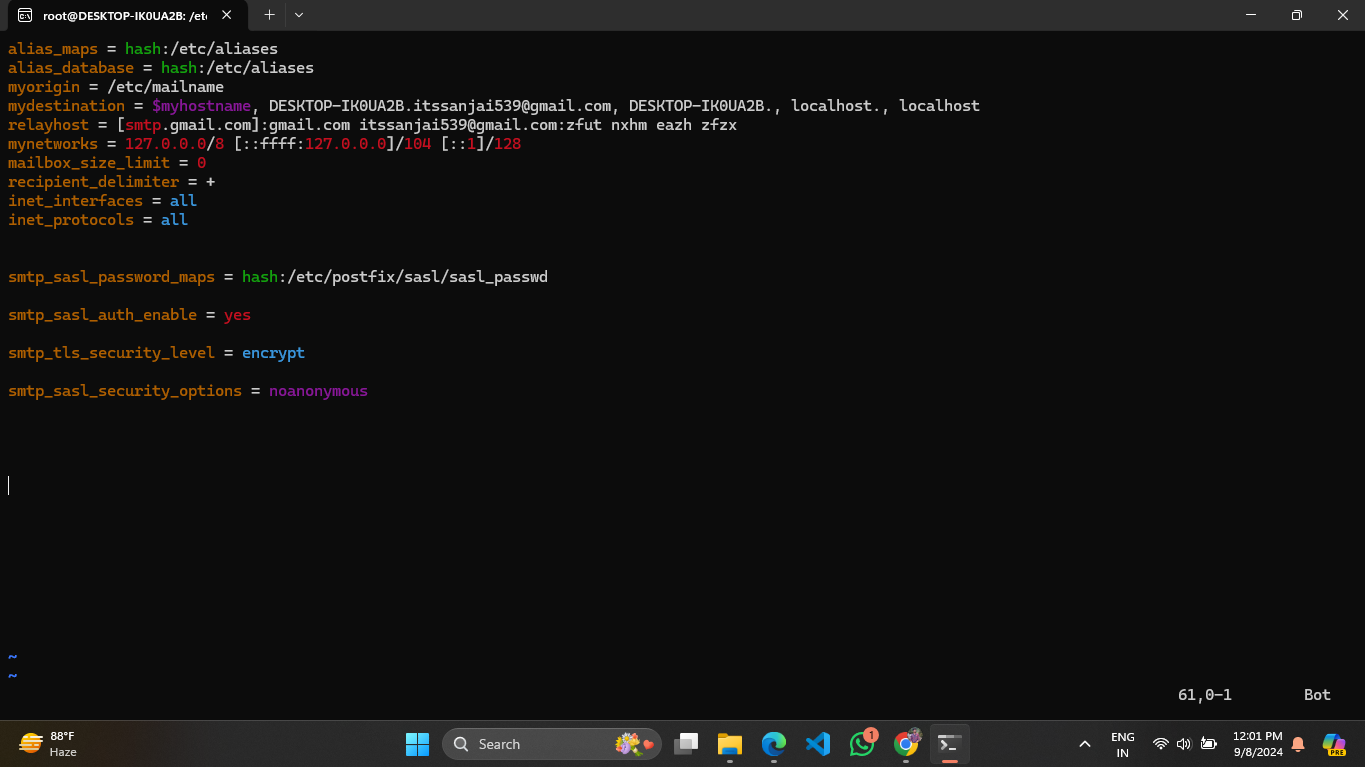 root@DESKTOP-IK0UA2B: /etc
alias_maps = hash:/etc/aliases
alias_database = hash:/etc/aliases
myorigin = /etc/mailname
mydestination = $myhostname, DESKTOP-IK0UA2B.itssanjai539@gmail.com, DESKTOP-IK0UA2B., localhost., localhost
relayhost = [smtp.gmail.com]:gmail.com itssanjai539@gmail.com:zfut nxhm eazh zfzx
mynetworks = 127.0.0.0/8 [::ffff:127.0.0.0]/104 [::1]/128
mailbox_size_limit = 0
recipient_delimiter = +
inet_interfaces = all
inet_protocols = all
smtp_sasl_password_maps = hash:/etc/postfix/sasl/sasl_passwd
smtp_sasl_auth_enable = yes
smtp_tls_security_level = encrypt
smtp_sasl_security_options = noanonymous
~
~
61,0-1 Bot
88°F
Haze
Search
1
ENG
IN
12:01 PM
9/8/2024
PRE